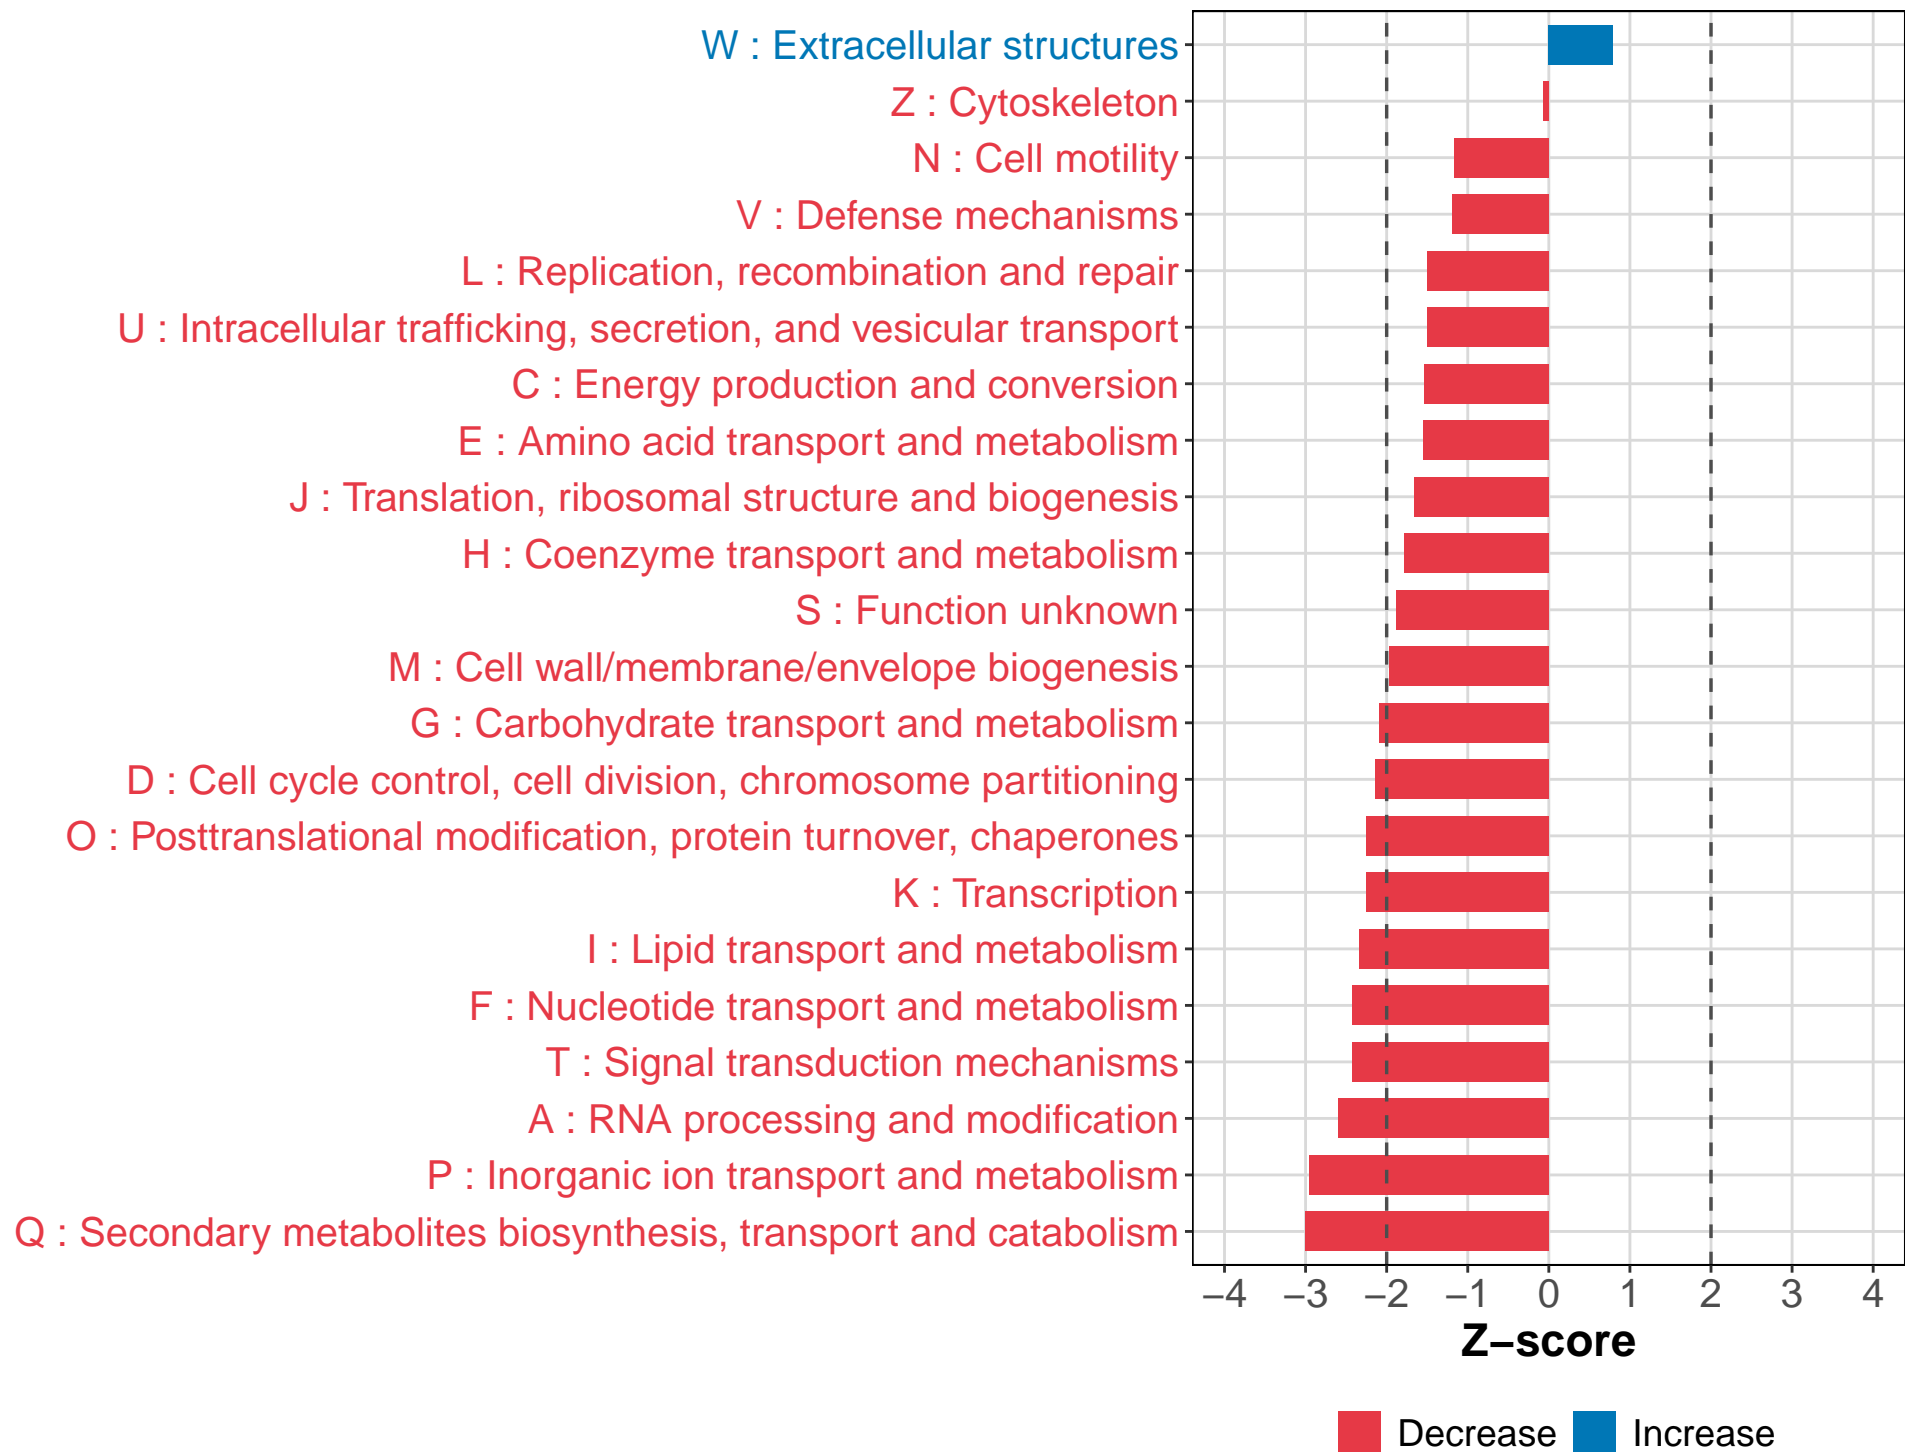 W : Extracellular structures
Z : Cytoskeleton
N : Cell motility
V : Defense mechanisms
L : Replication, recombination and repair
U : Intracellular trafficking, secretion, and vesicular transport
C : Energy production and conversion
E : Amino acid transport and metabolism
J : Translation, ribosomal structure and biogenesis
H : Coenzyme transport and metabolism
S : Function unknown
M : Cell wall/membrane/envelope biogenesis
G : Carbohydrate transport and metabolism
D : Cell cycle control, cell division, chromosome partitioning
O : Posttranslational modification, protein turnover, chaperones
K : Transcription
I : Lipid transport and metabolism
F : Nucleotide transport and metabolism
T : Signal transduction mechanisms
A : RNA processing and modification
P : Inorganic ion transport and metabolism
Q : Secondary metabolites biosynthesis, transport and catabolism
−4 −3 −2 −1 0 1 2 3 4
Z−score
Decrease Increase